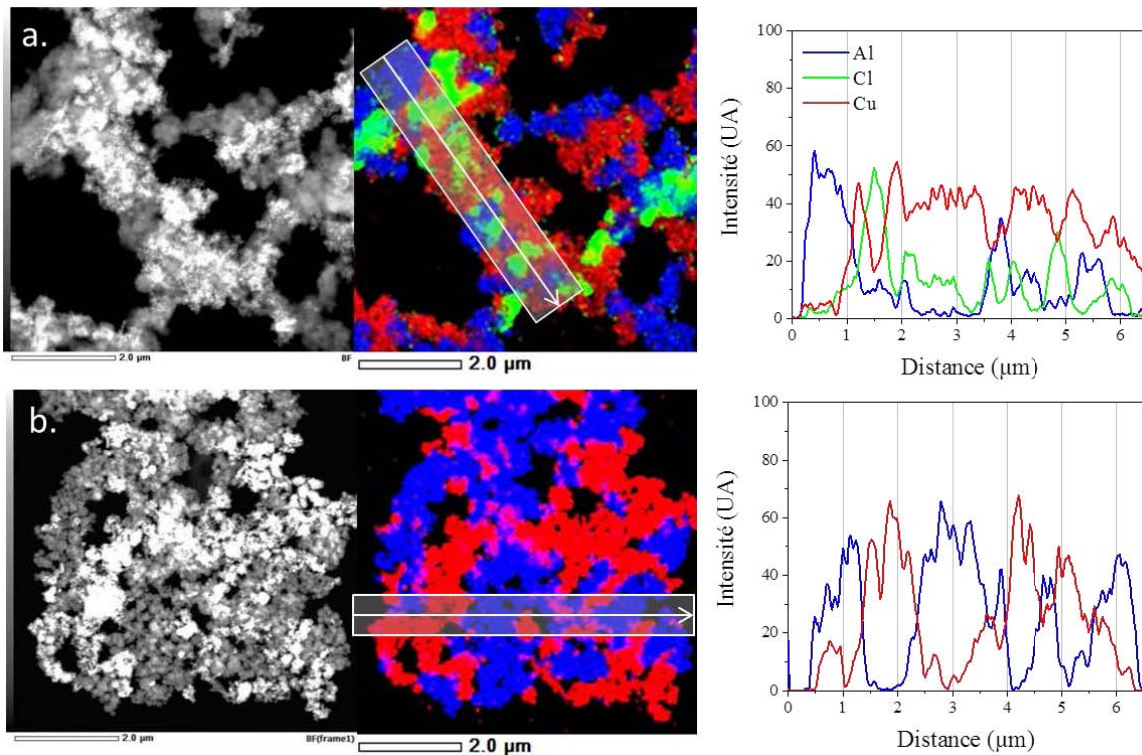 a.
2.0 µm
BF
2.0 µm
100
80
60
40
20
0
Intensité (UA)
Al
Cl
Cu
0 1 2 3 4 5 6
Distance (µm)
b.
2.0 µm
BF(frame1)
2.0 µm
100
80
60
40
20
0
Intensité (UA)
0 1 2 3 4 5 6
Distance (µm)